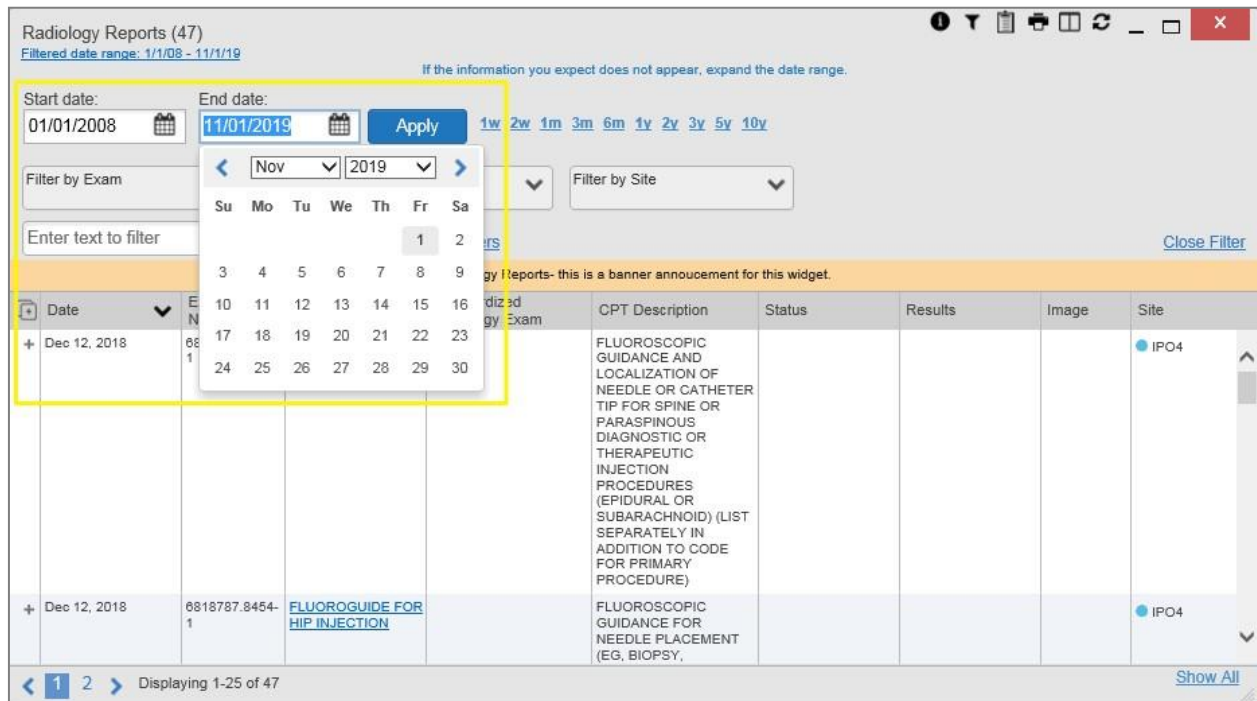 Radiology Reports (47)
Filtered date range: 1/1/08 - 11/1/19
If the information you expect does not appear, expand the date range.
Start date:
End date:
01/01/2008
11/01/2019
Apply
1w 2w 1m 3m 6m 1y 2y 3y 5y 10y
Filter by Exam
Filter by Site
Nov 2019
Su Mo Tu We Th Fr Sa
1 2
3 4 5 6 7 8 9
10 11 12 13 14 15 16
17 18 19 20 21 22 23
24 25 26 27 28 29 30
Enter text to filter
Close Filter
Reports- this is a banner annoucement for this widget.
Date
CPT Description
Status
Results
Image
Site
Exam
Dec 12, 2018
68
1
FLUOROSCOPIC
GUIDANCE AND
LOCALIZATION OF
NEEDLE OR CATHETER
TIP FOR SPINE OR
PARASPINOUS
DIAGNOSTIC OR
THERAPEUTIC
INJECTION
PROCEDURES
(EPIDURAL OR
SUBARACHNOID) (LIST
SEPARATELY IN
ADDITION TO CODE
FOR PRIMARY
PROCEDURE)
IPO4
Dec 12, 2018
6818787.8454-
1
FLUOROGUIDE FOR
HIP INJECTION
FLUOROSCOPIC
GUIDANCE FOR
NEEDLE PLACEMENT
(EG, BIOPSY,
IPO4
1 2 Displaying 1-25 of 47
Show All